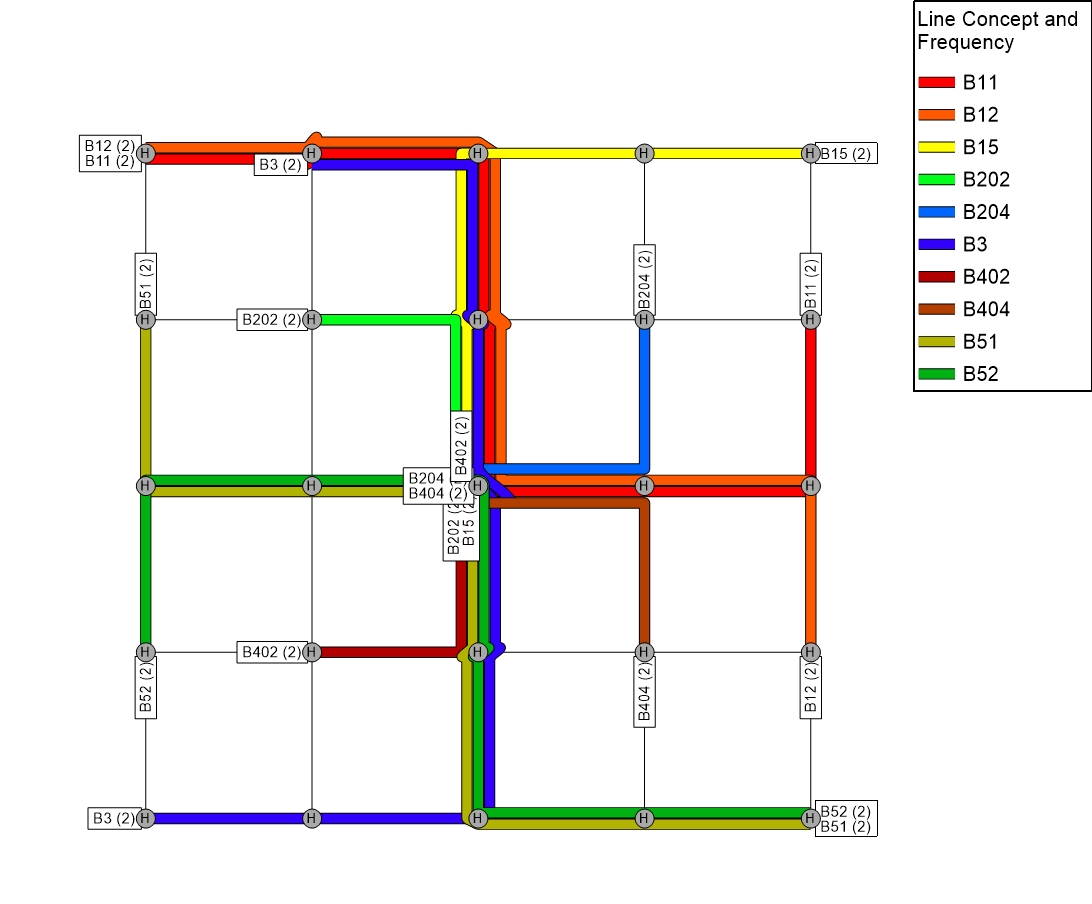 Line Concept and
Frequency
B11
B12
B15
B202
B204
B3
B402
B404
B51
B52
B12 (2)
B11 (2)
H
B3 (2)
H
H
H
H
B15 (2)
B51 (2)
B204 (2)
B11 (2)
H
B202 (2)
H
H
H
H
B402 (2)
H
H
B204
B404 (2)
H
H
H
B202 (2
B15 (2
H
B402 (2)
H
H
H
H
B52 (2)
B404 (2)
B12 (2)
B3 (2)
H
H
H
H
H
B52 (2)
B51 (2)